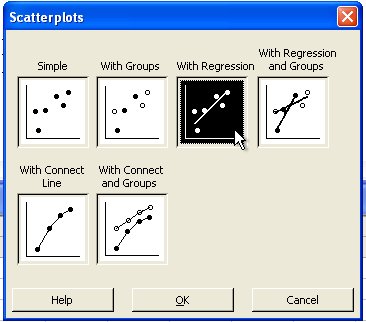 Scatterplots
Simple
With Groups
With Regression
With Regression
and Groups
With Connect
Line
With Connect
and Groups
Help
OK
Cancel